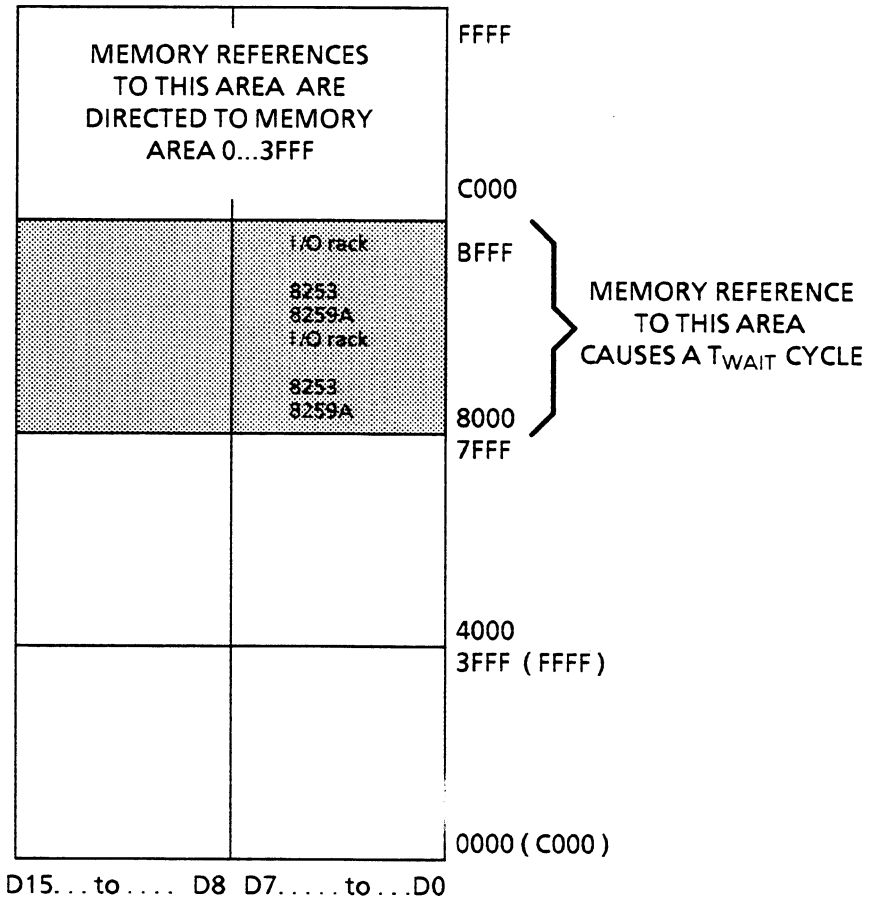 MEMORY REFERENCES
TO THIS AREA ARE
DIRECTED TO MEMORY
AREA 0...3FFF
FFFF
C000
BFFF
I/O rack
8253
8259A
I/O rack
8253
8259A
MEMORY REFERENCE
TO THIS AREA
CAUSES A TWAIT CYCLE
8000
7FFF
4000
3FFF ( FFFF )
0000 ( C000 )
D15. . . to . . . . D8 D7. . . . . to . . . D0